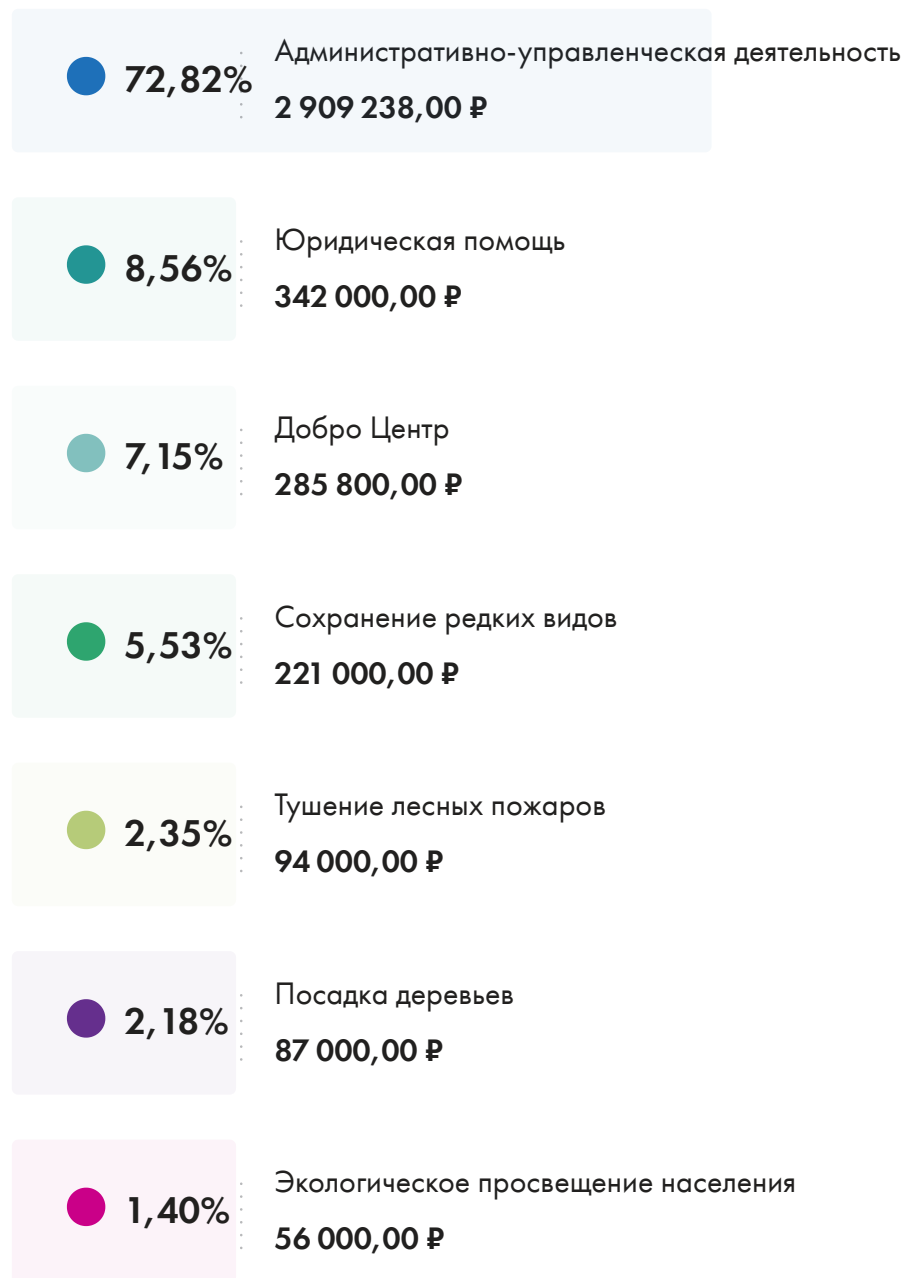 72,82%
Административно-управленческая деятельность
2 909 238,00 ₽
8,56%
Юридическая помощь
342 000,00 ₽
7,15%
Добро Центр
285 800,00 ₽
5,53%
Сохранение редких видов
221 000,00 ₽
2,35%
Тушение лесных пожаров
94 000,00 ₽
2,18%
Посадка деревьев
87 000,00 ₽
1,40%
Экологическое просвещение населения
56 000,00 ₽